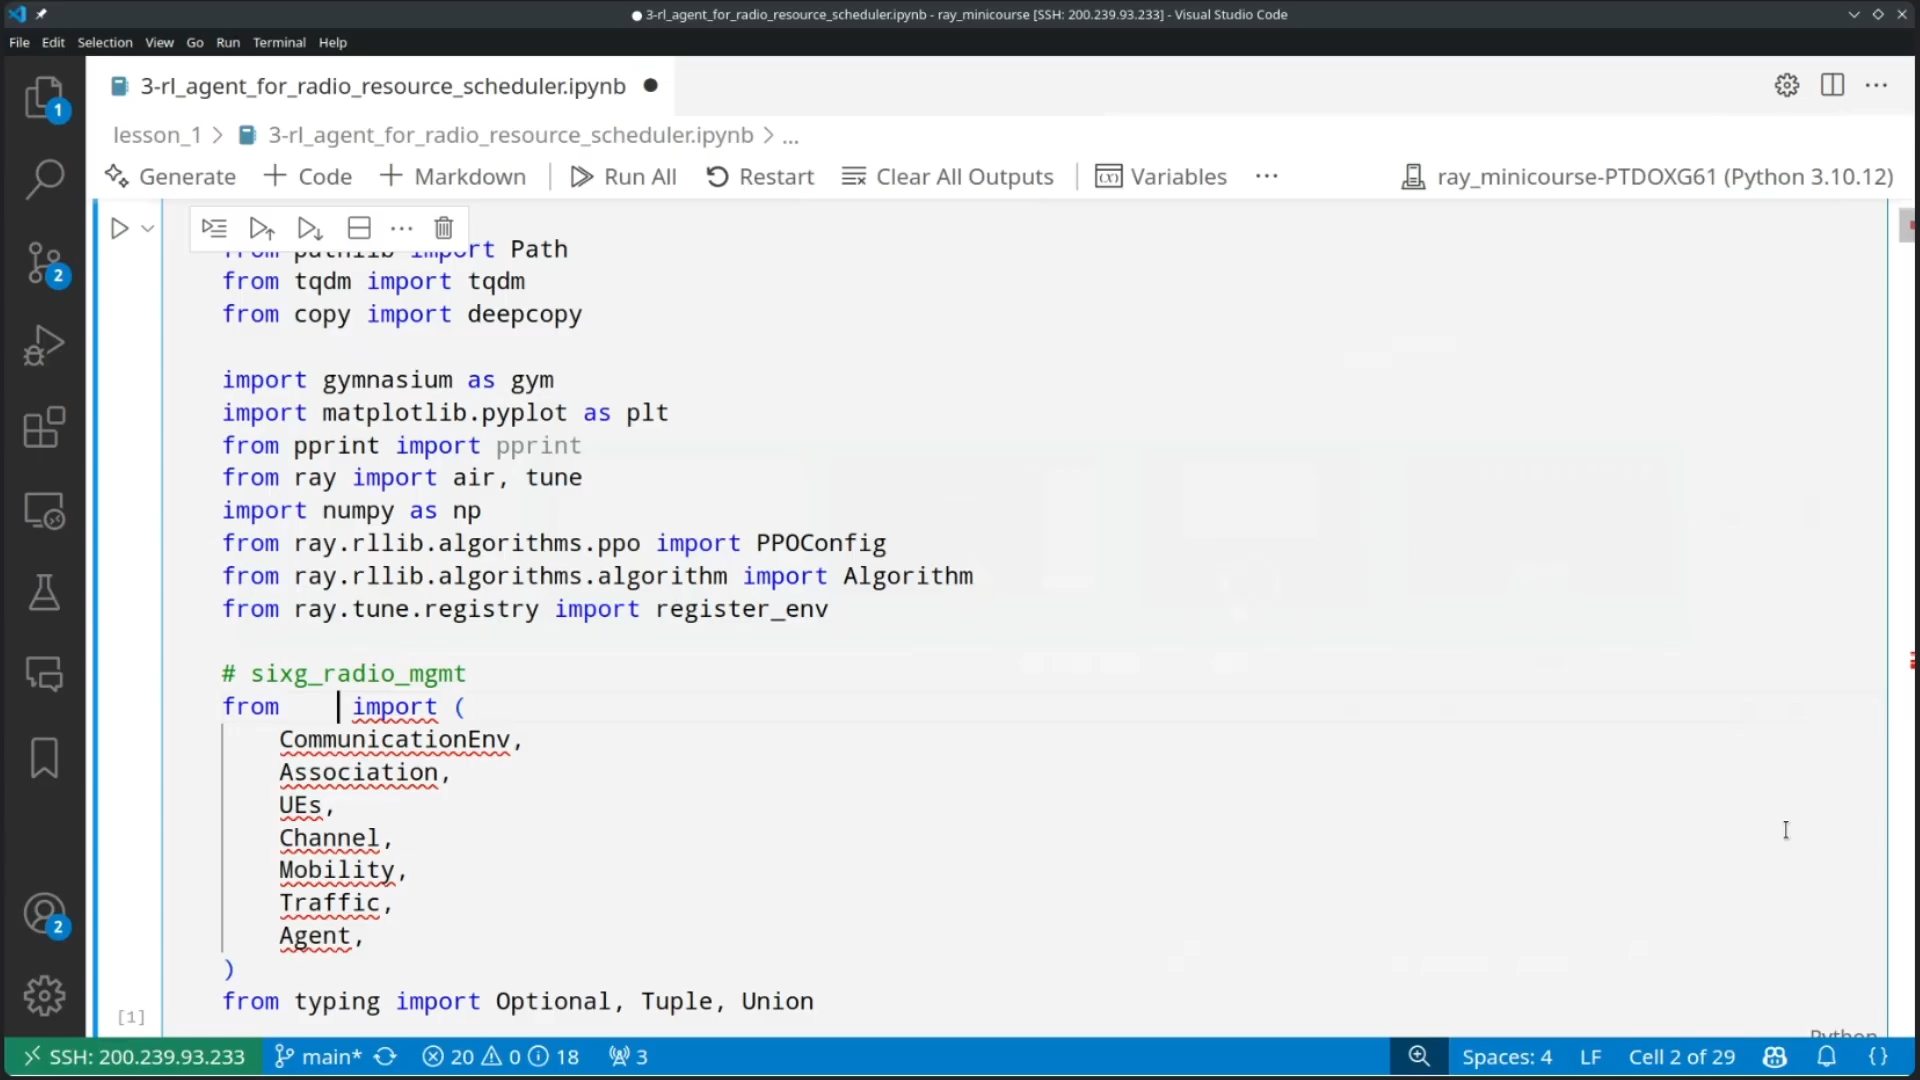 3-rl_agent_for_radio_resource_scheduler.ipynb - ray_minicourse [SSH: 200.239.93.233] - Visual Studio Code
File Edit Selection View Go Run Terminal Help
3-rl_agent_for_radio_resource_scheduler.ipynb
lesson_1 > 3-rl_agent_for_radio_resource_scheduler.ipynb > ...
Generate + Code + Markdown Run All Restart Clear All Outputs Variables ... ray_minicourse-PTDOXG61 (Python 3.10.12)
from pathlib import Path
from tqdm import tqdm
from copy import deepcopy
import gymnasium as gym
import matplotlib.pyplot as plt
from pprint import pprint
from ray import air, tune
import numpy as np
from ray.rllib.algorithms.ppo import PPOConfig
from ray.rllib.algorithms.algorithm import Algorithm
from ray.tune.registry import register_env
# sixg_radio_mgmt
from import (
CommunicationEnv,
Association,
UEs,
Channel,
Mobility,
Traffic,
Agent,
)
from typing import Optional, Tuple, Union
[1]
Python
1
2
2
SSH: 200.239.93.233 main* 20 0 18 3 Spaces: 4 LF Cell 2 of 29 {}